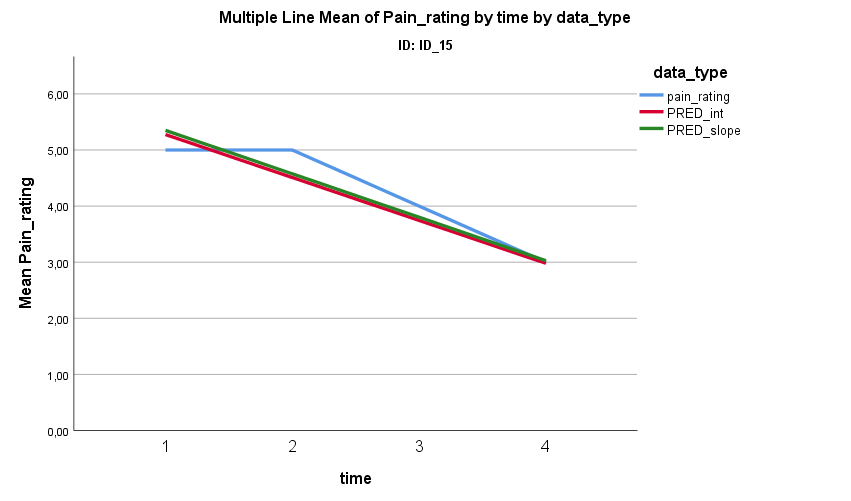 Multiple Line Mean of Pain_rating by time by data_type
ID: ID_15
data_type
pain_rating
PRED_int
PRED_slope
Mean Pain_rating
6,00
5,00
4,00
3,00
2,00
1,00
0,00
1 2 3 4
time